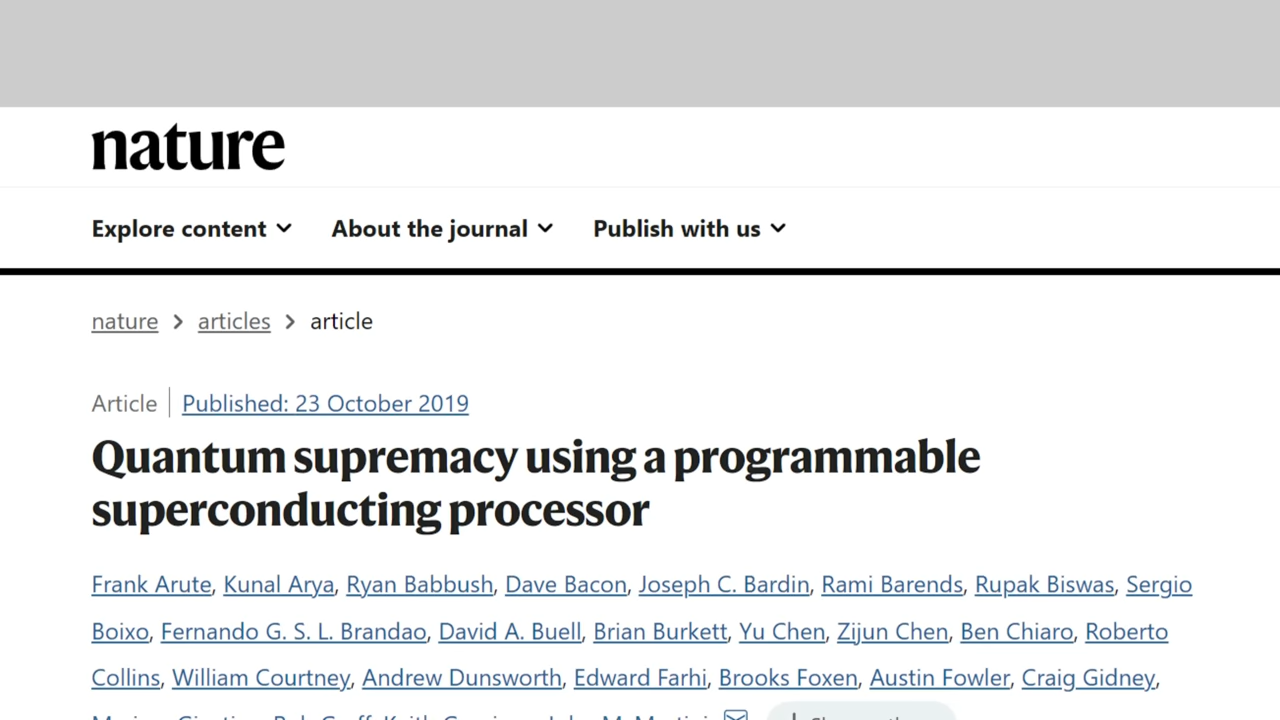 nature
Explore content About the journal Publish with us
nature > articles > article
Article | Published: 23 October 2019
Quantum supremacy using a programmable
superconducting processor
Frank Arute, Kunal Arya, Ryan Babbush, Dave Bacon, Joseph C. Bardin, Rami Barends, Rupak Biswas, Sergio
Boixo, Fernando G. S. L. Brandao, David A. Buell, Brian Burkett, Yu Chen, Zijun Chen, Ben Chiaro, Roberto
Collins, William Courtney, Andrew Dunsworth, Edward Farhi, Brooks Foxen, Austin Fowler, Craig Gidney,